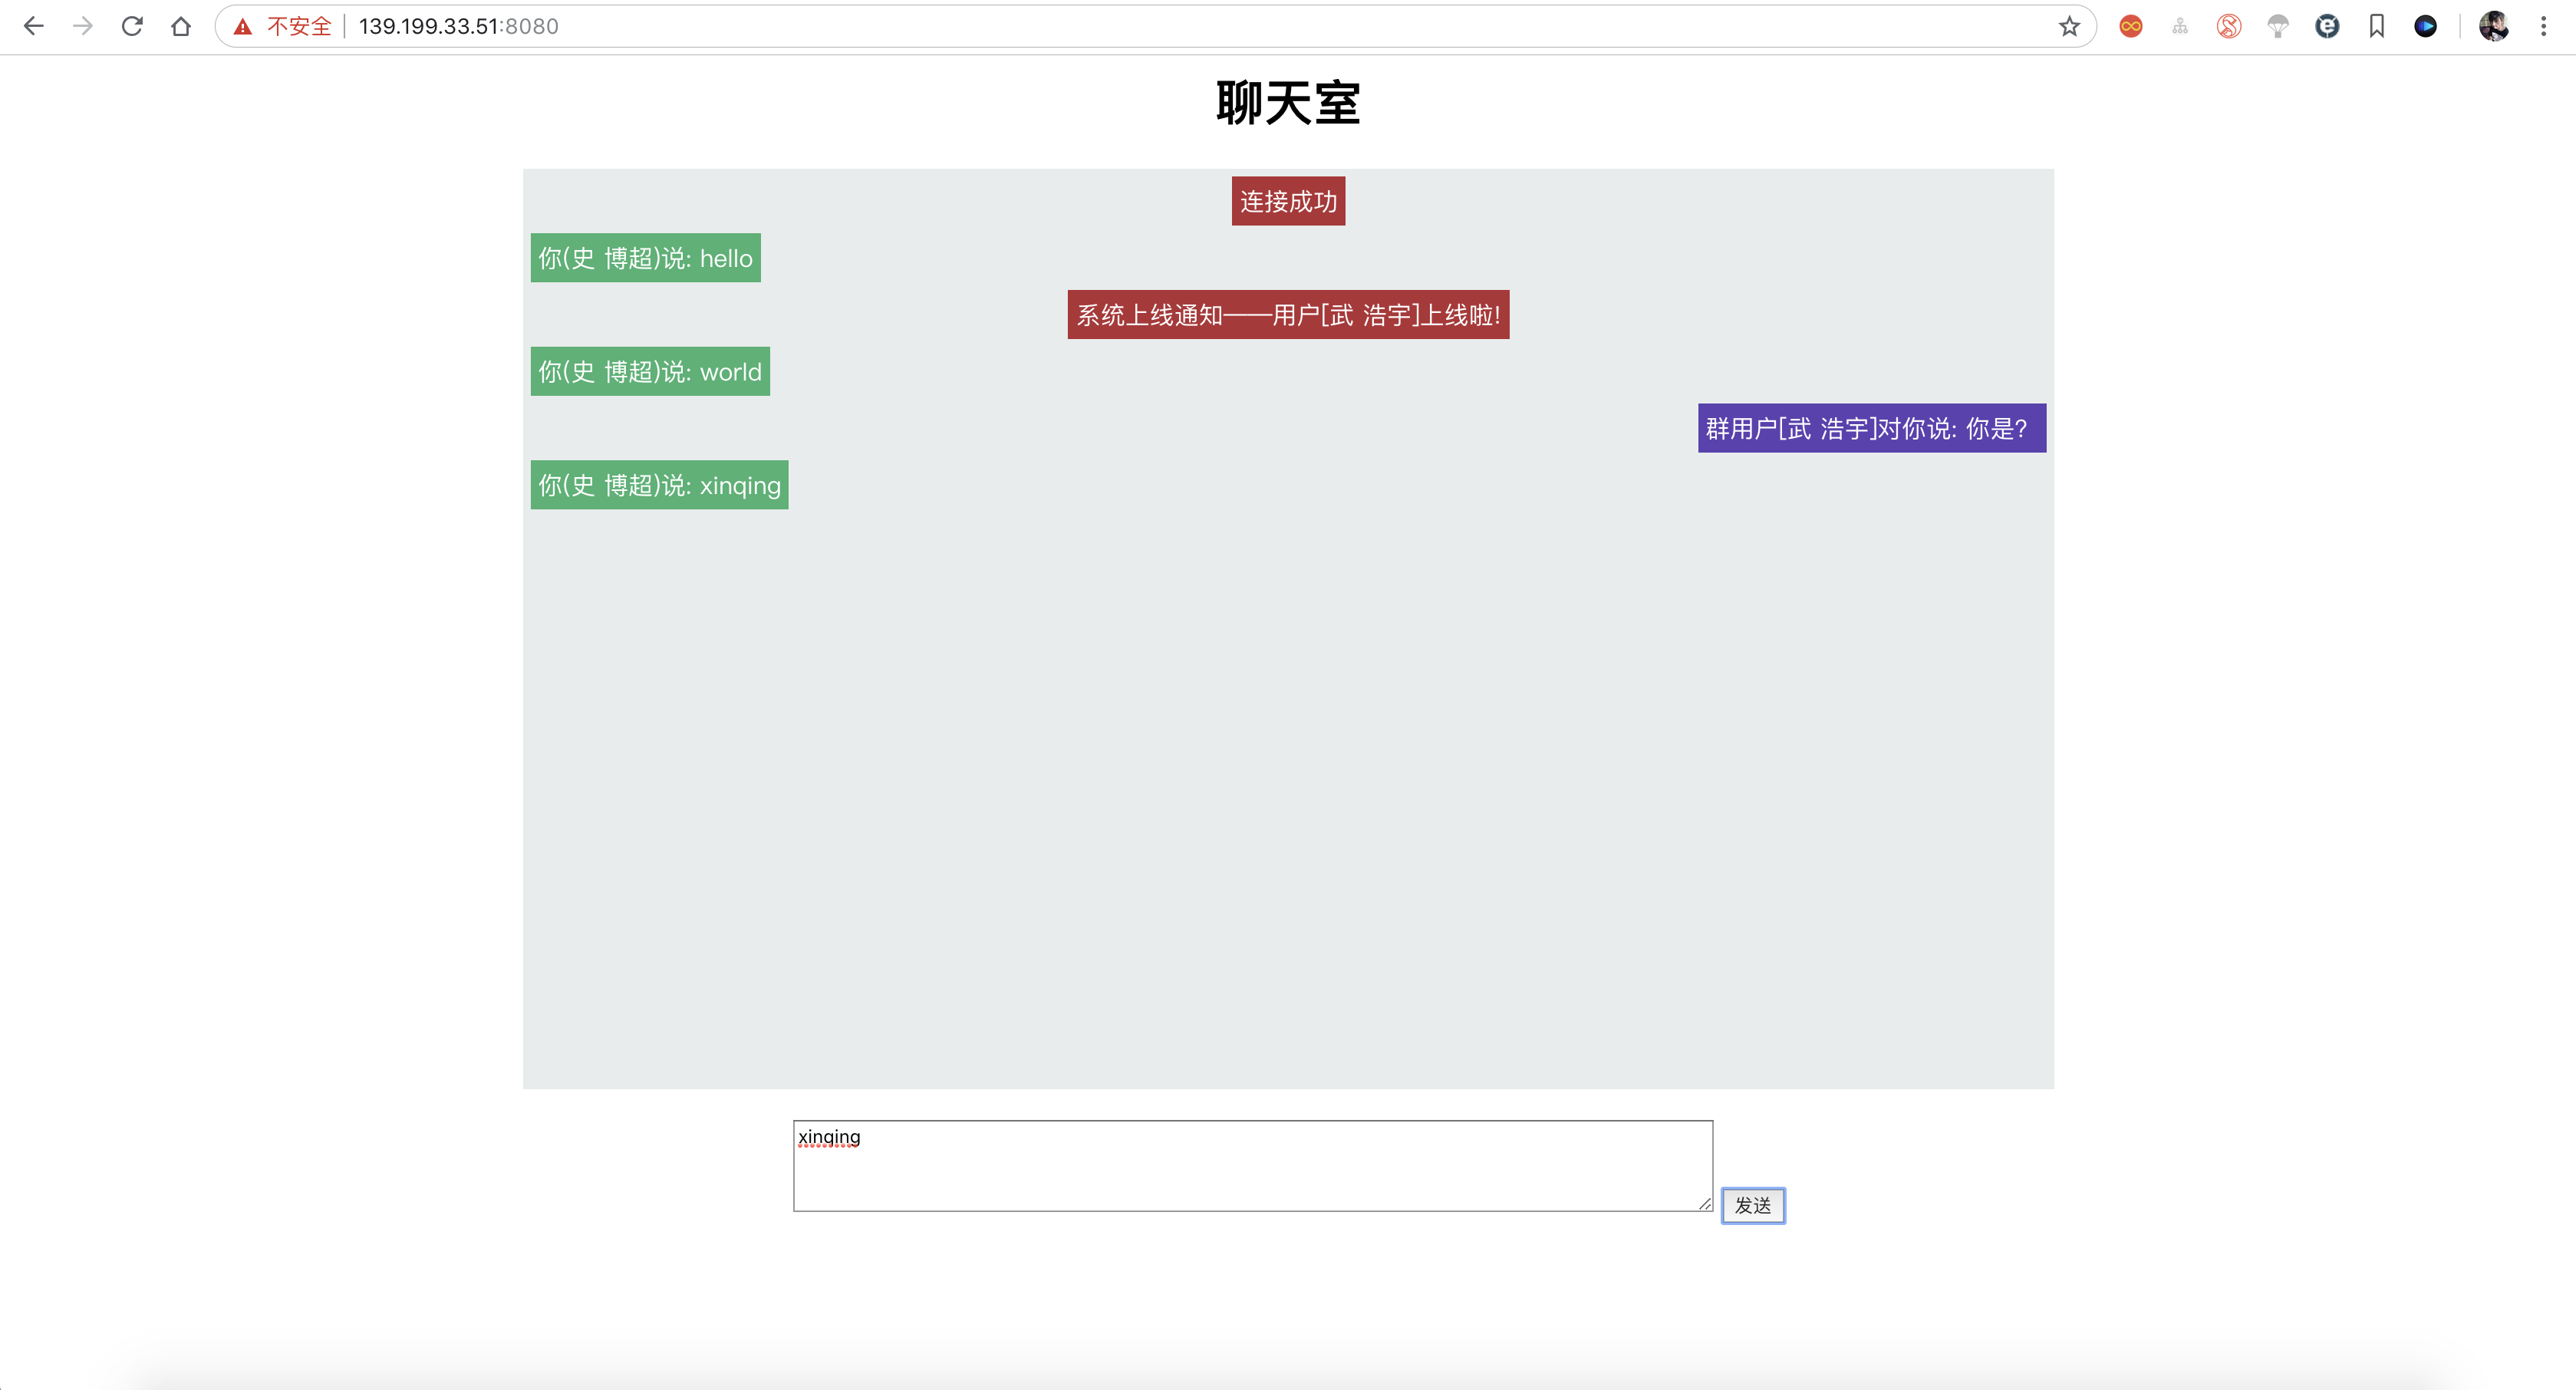 不安全 139.199.33.51:8080
聊天室
连接成功
你(史 博超)说: hello
系统上线通知——用户[武 浩宇]上线啦!
你(史 博超)说: world
群用户[武 浩宇]对你说: 你是?
你(史 博超)说: xinqing
xinqing
发送